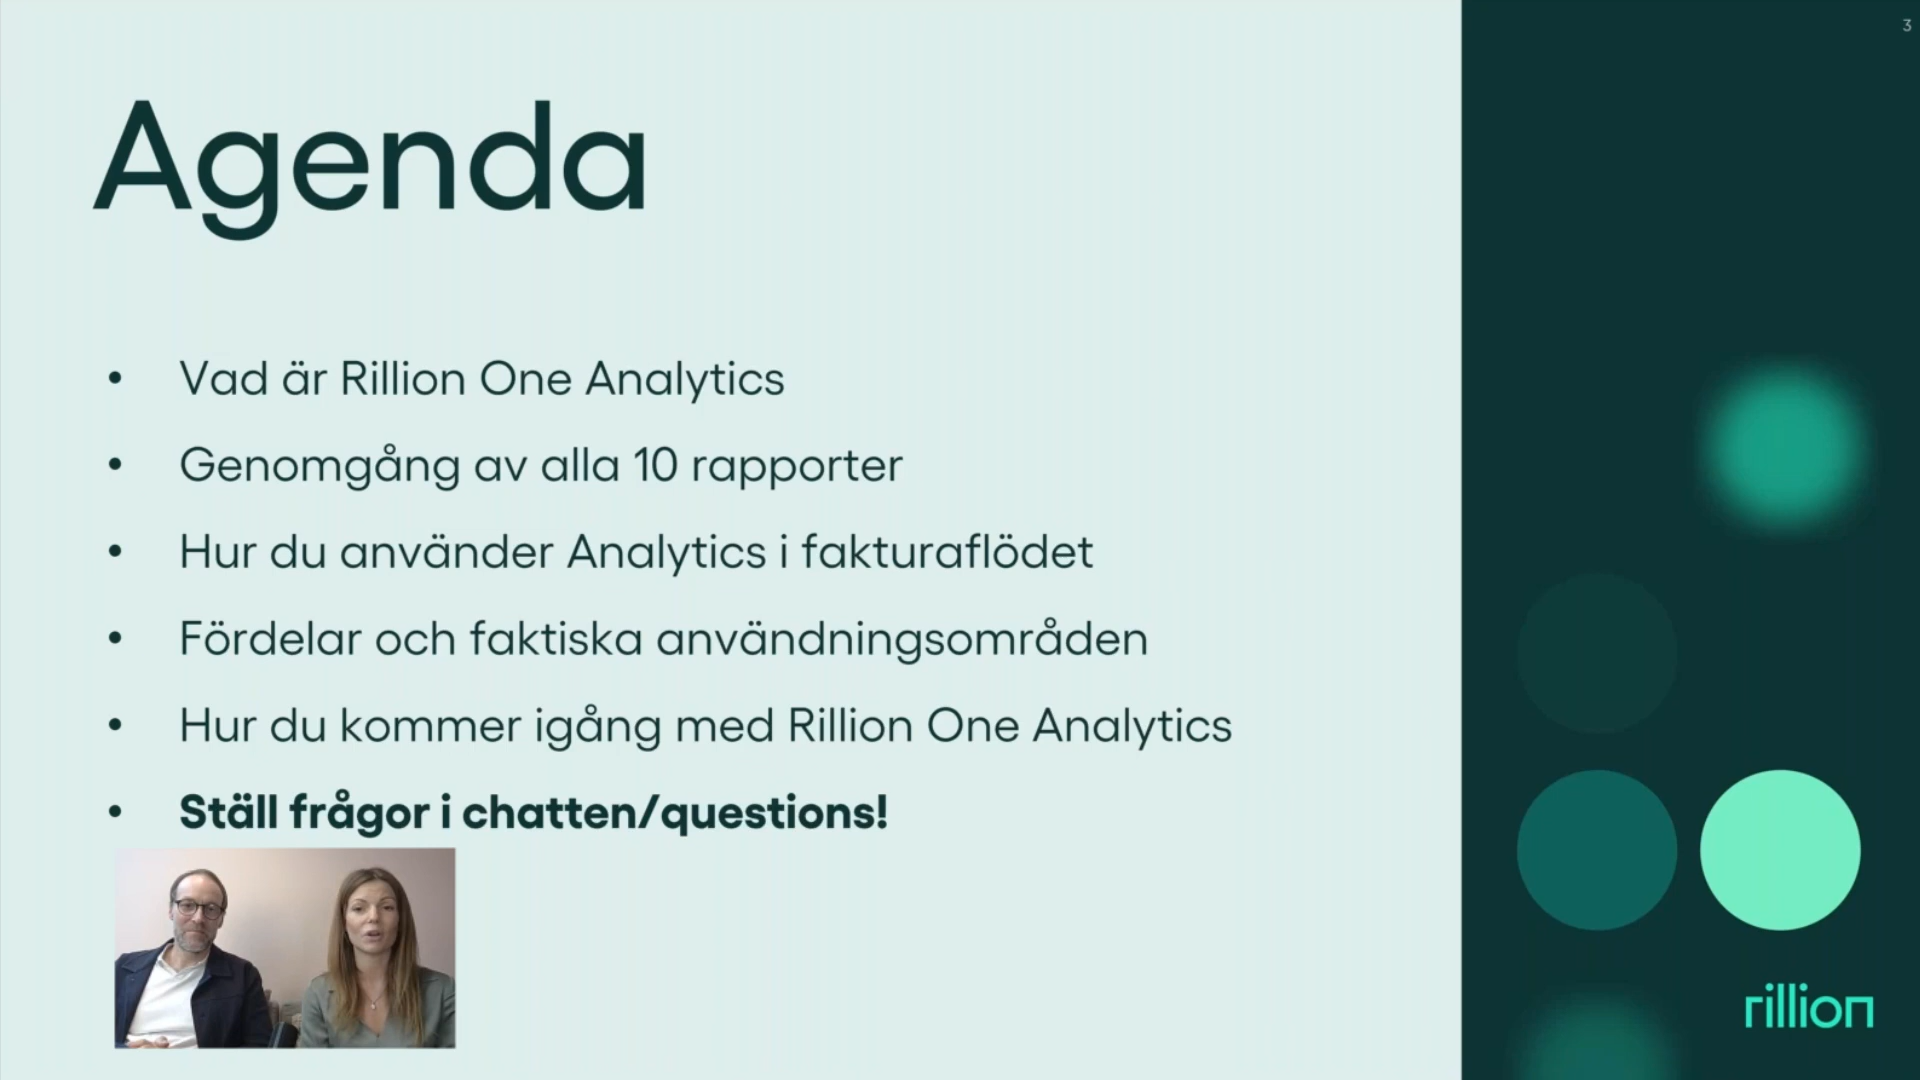 3
Agenda
• Vad är Rillion One Analytics
• Genomgång av alla 10 rapporter
• Hur du använder Analytics i fakturaflödet
• Fördelar och faktiska användningsområden
• Hur du kommer igång med Rillion One Analytics
• Ställ frågor i chatten/questions!
rillion